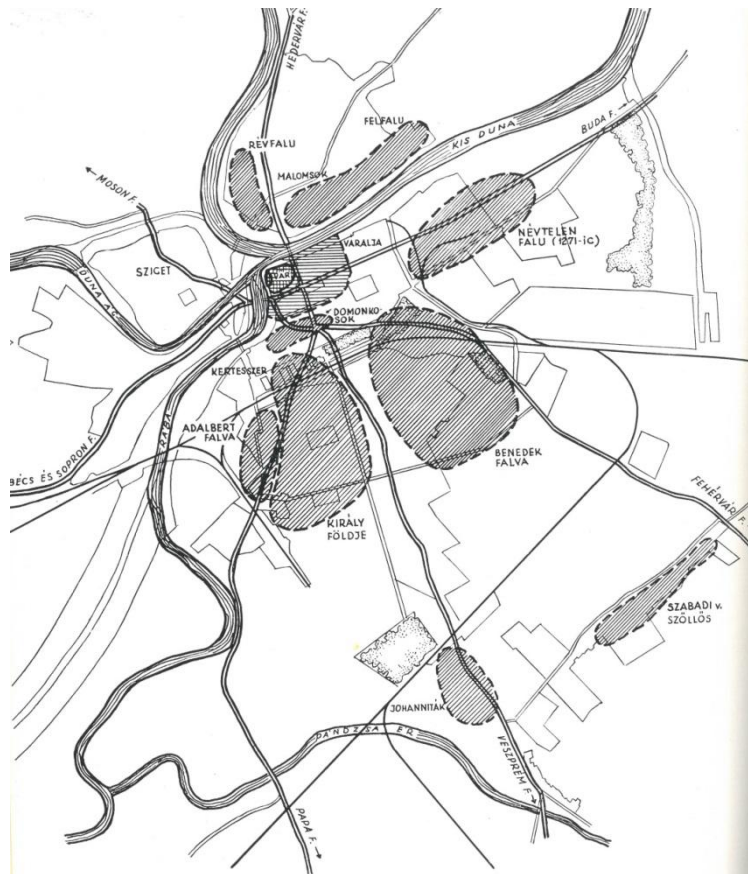 HÉDERVÁR F.
FELFALU
RÉVFALU
MALOMSOK
KIS DUNA
BUDA F.
MOSON F.
VÁRALJA
NÉVTELEN
FALU (1271-IG)
SZIGET
VÁR
DUNA ÁG
DOMONKO-
SOK
KERTESSZER
RÁBA
ADALBERT
FALVA
BÉCS ÉS SOPRON F.
BENEDEK
FALVA
FEHÉRVÁR F.
KIRÁLY
FÖLDJE
SZABADI V.
SZŐLLŐS
JOHANNITÁK
PÁNDZSA ÉR
VESZPRÉM F.
PÁPA F.